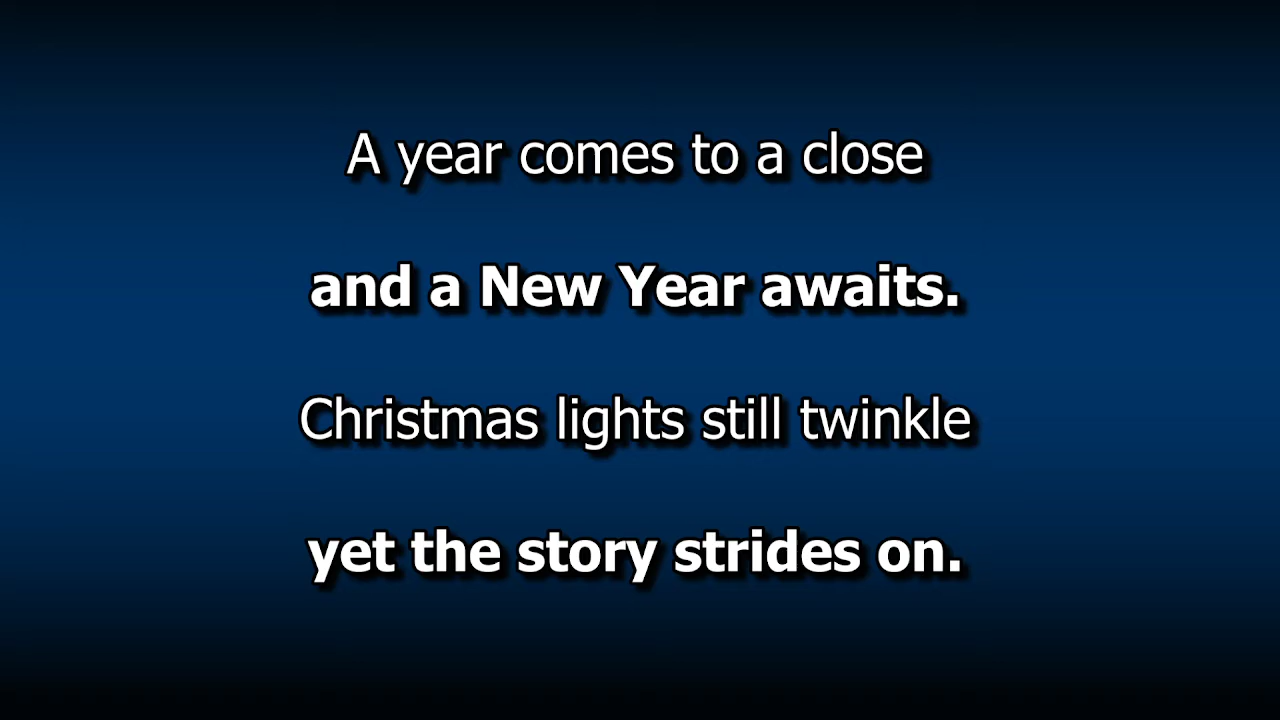 A year comes to a close
and a New Year awaits.
Christmas lights still twinkle
yet the story strides on.